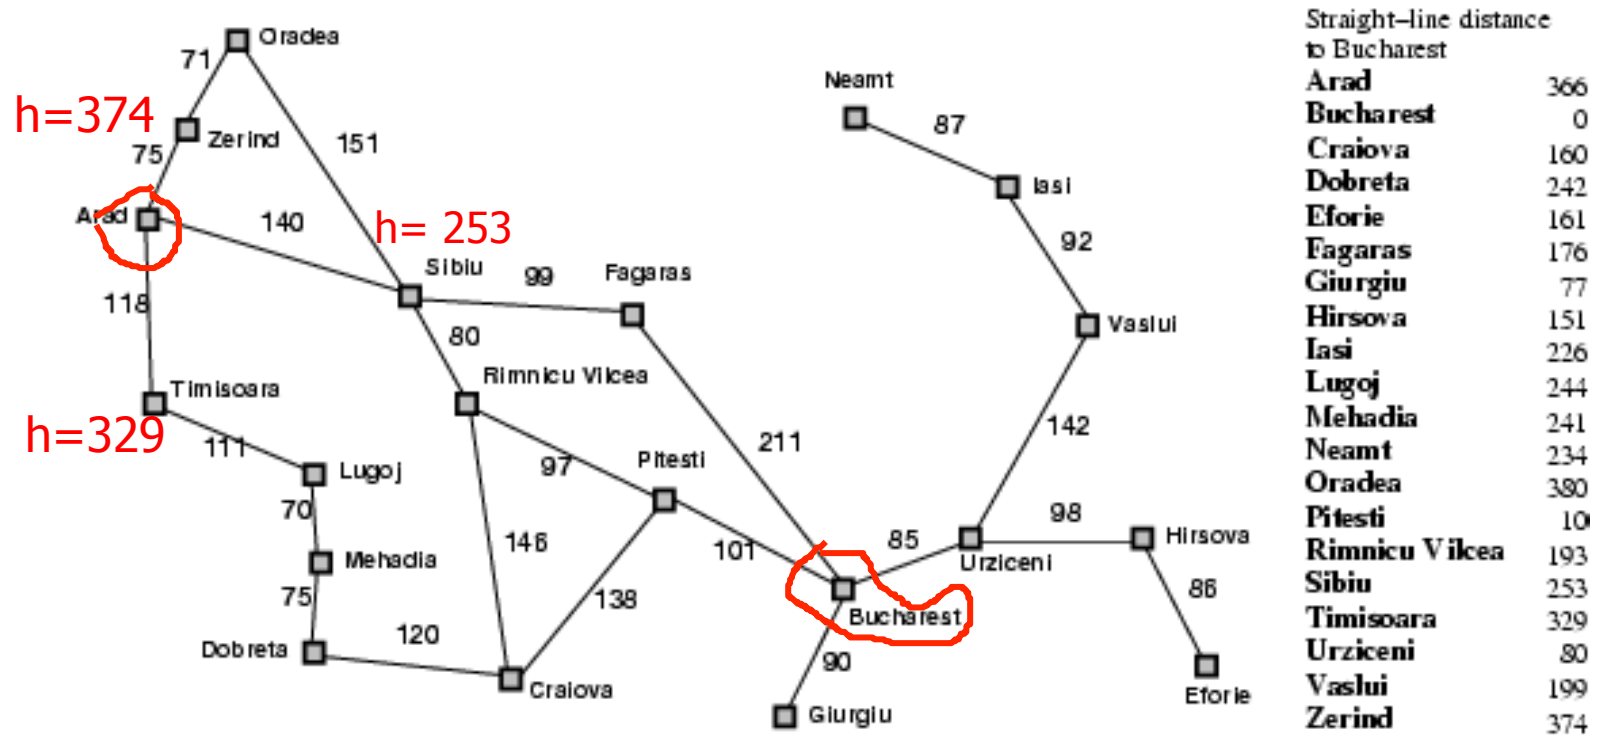 Oradea
71
Neamt
h=374
Zerind
87
151
75
Iasi
Arad
140
h= 253
92
Sibiu
99
Fagaras
118
80
Vaslui
Timisoara
Rimnicu Vilcea
h=329
111
142
211
Lugoj
97
Pitesti
70
146
101
85
98
Hirsova
Mehadia
Urziceni
75
138
86
Bucharest
Dobreta
120
90
Craiova
Eforie
Giurgiu
Straight-line distance
to Bucharest
Arad 366
Bucharest 0
Craiova 160
Dobreta 242
Eforie 161
Fagaras 176
Giurgiu 77
Hirsova 151
Iasi 226
Lugoj 244
Mehadia 241
Neamt 234
Oradea 380
Pitesti 10
Rimnicu Vilcea 193
Sibiu 253
Timisoara 329
Urziceni 80
Vaslui 199
Zerind 374